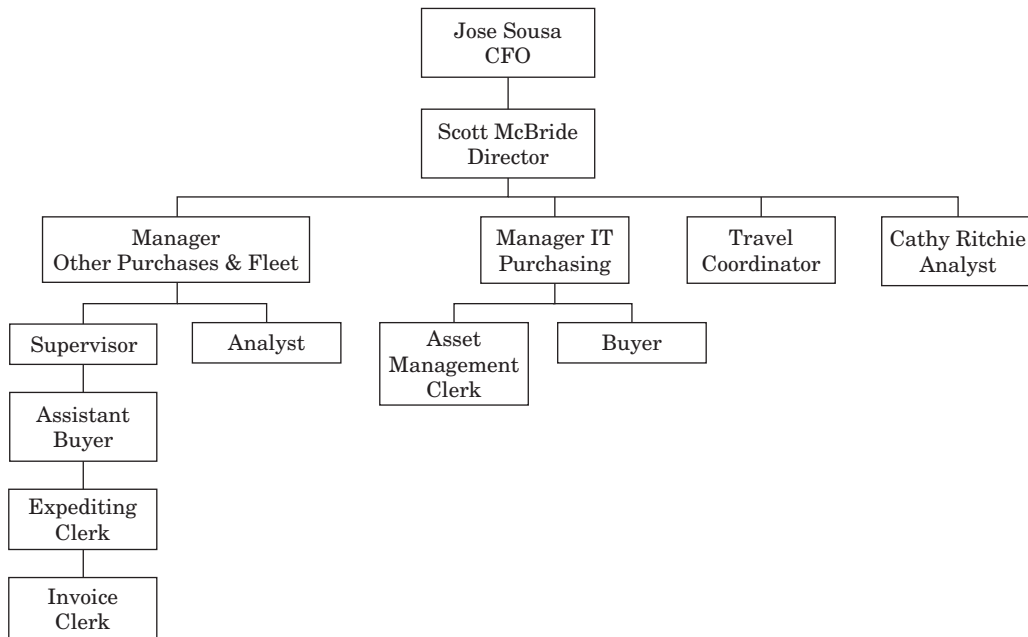 Jose Sousa
CFO
Scott McBride
Director
Manager
Other Purchases & Fleet
Manager IT
Purchasing
Travel
Coordinator
Cathy Ritchie
Analyst
Supervisor
Analyst
Asset
Management
Clerk
Buyer
Assistant
Buyer
Expediting
Clerk
Invoice
Clerk